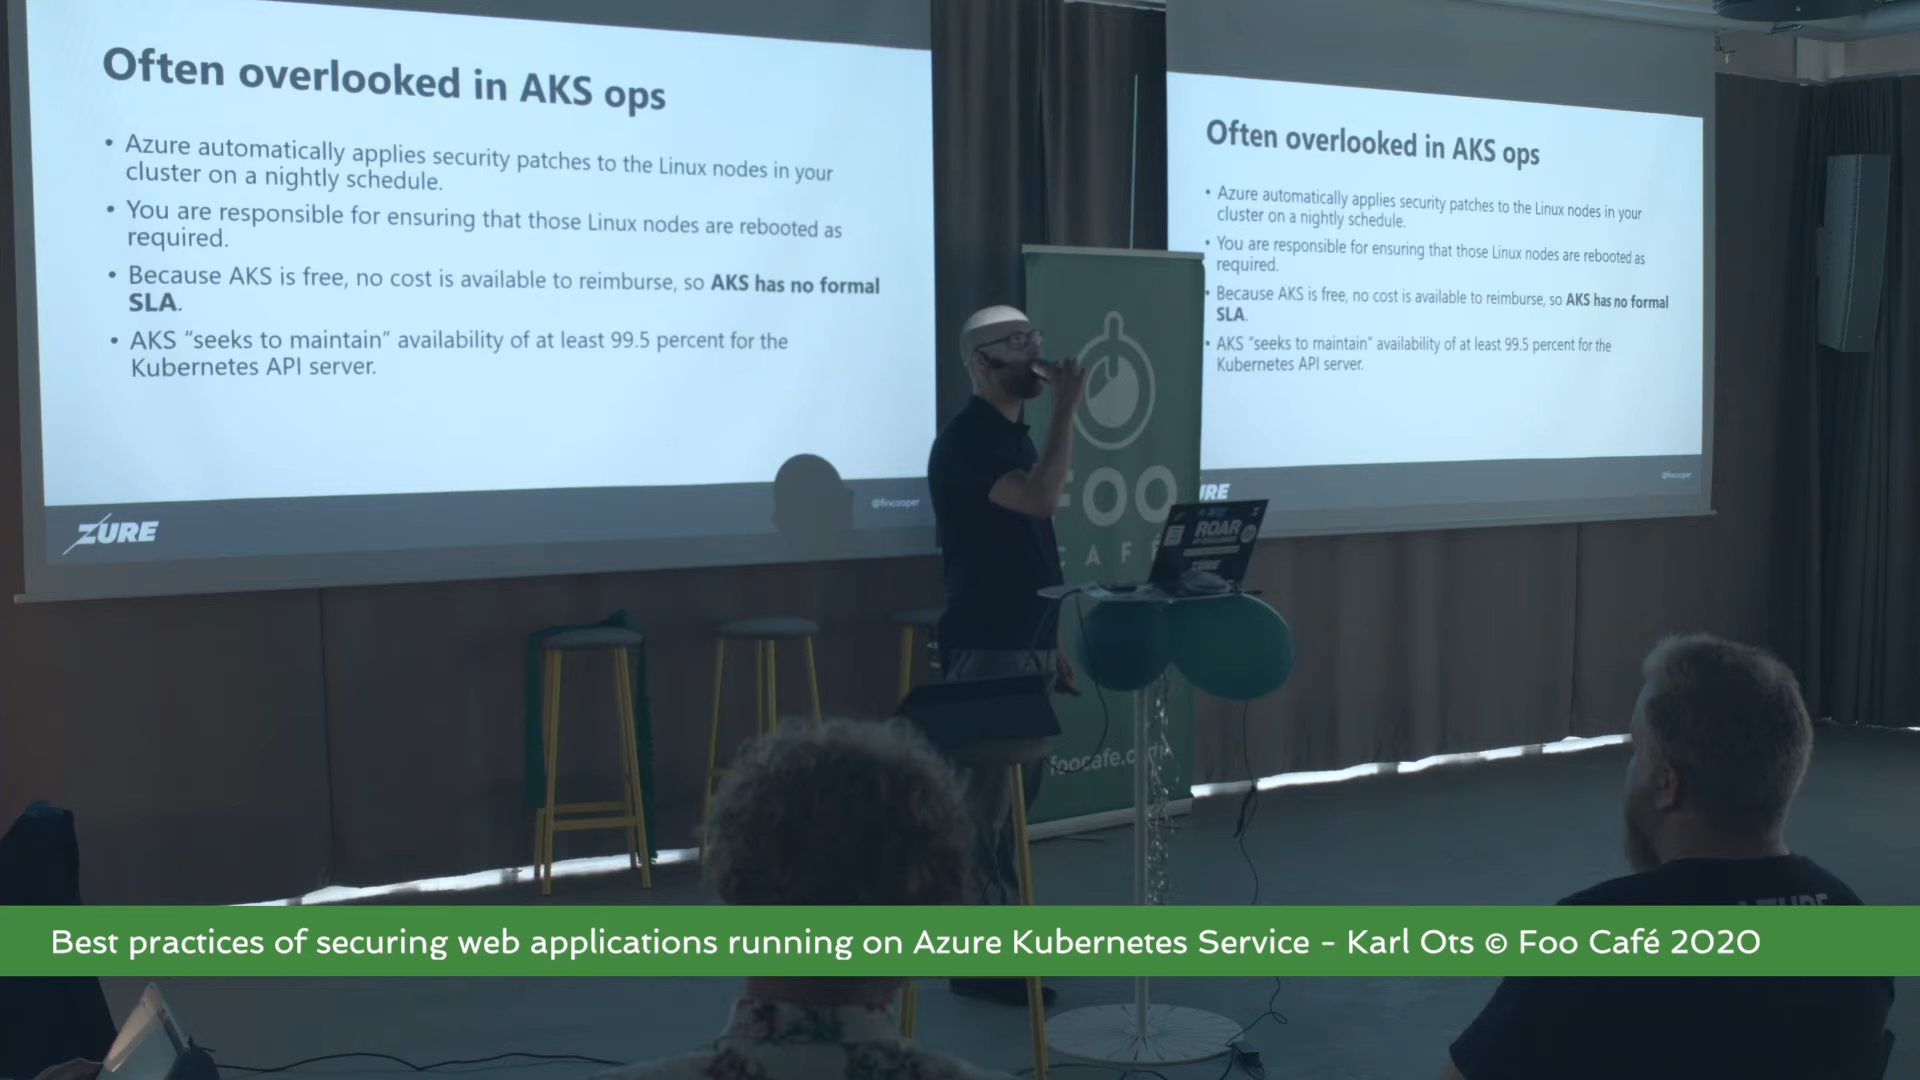 Often overlooked in AKS ops
• Azure automatically applies security patches to the Linux nodes in your
cluster on a nightly schedule.
• You are responsible for ensuring that those Linux nodes are rebooted as
required.
• Because AKS is free, no cost is available to reimburse, so AKS has no formal
SLA.
• AKS “seeks to maintain” availability of at least 99.5 percent for the
Kubernetes API server.
ZURE
@fincooper
Often overlooked in AKS ops
• Azure automatically applies security patches to the Linux nodes in your
cluster on a nightly schedule.
• You are responsible for ensuring that those Linux nodes are rebooted as
required.
• Because AKS is free, no cost is available to reimburse, so AKS has no formal
SLA.
• AKS “seeks to maintain” availability of at least 99.5 percent for the
Kubernetes API server.
URE
@fincooper
FOO
CAF
foocafe.c
ROAR
ZURE
Best practices of securing web applications running on Azure Kubernetes Service - Karl Ots © Foo Café 2020